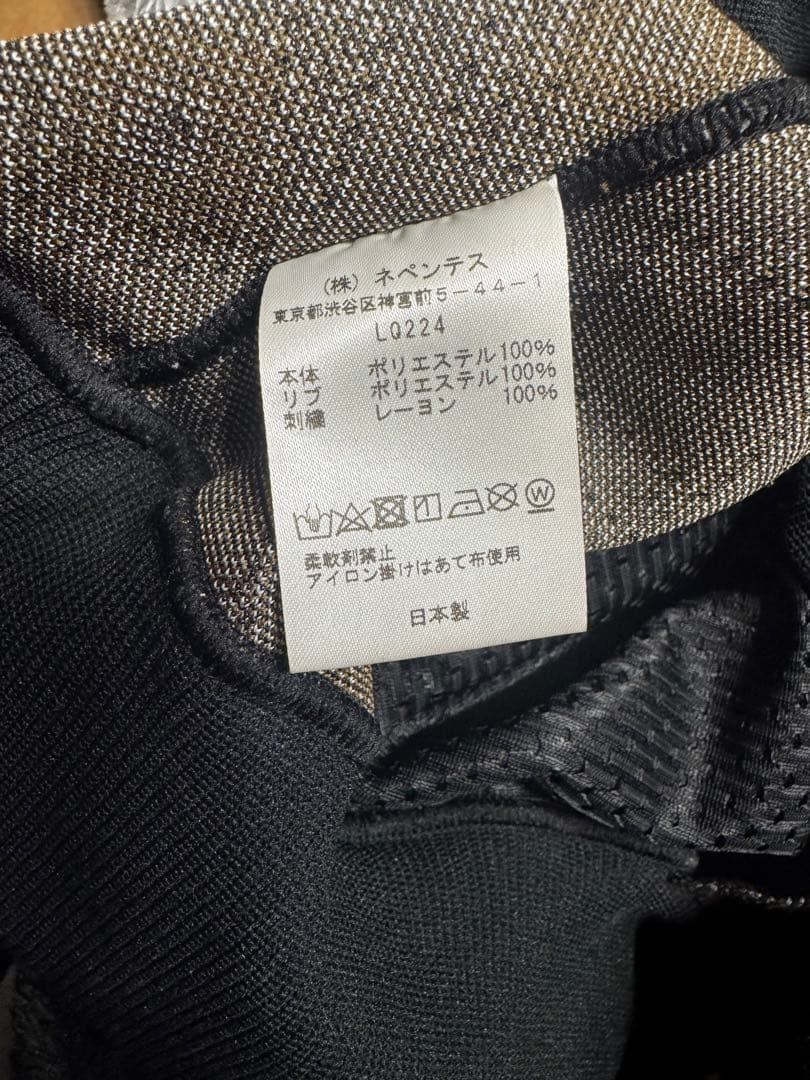 (株) ネペンテス
東京都渋谷区神宮前5-44-1
LQ224
本体 ポリエステル100%
リブ ポリエステル100%
刺繍 レーヨン 100%
W
柔軟剤禁止
アイロン掛けはあて布使用
日本製